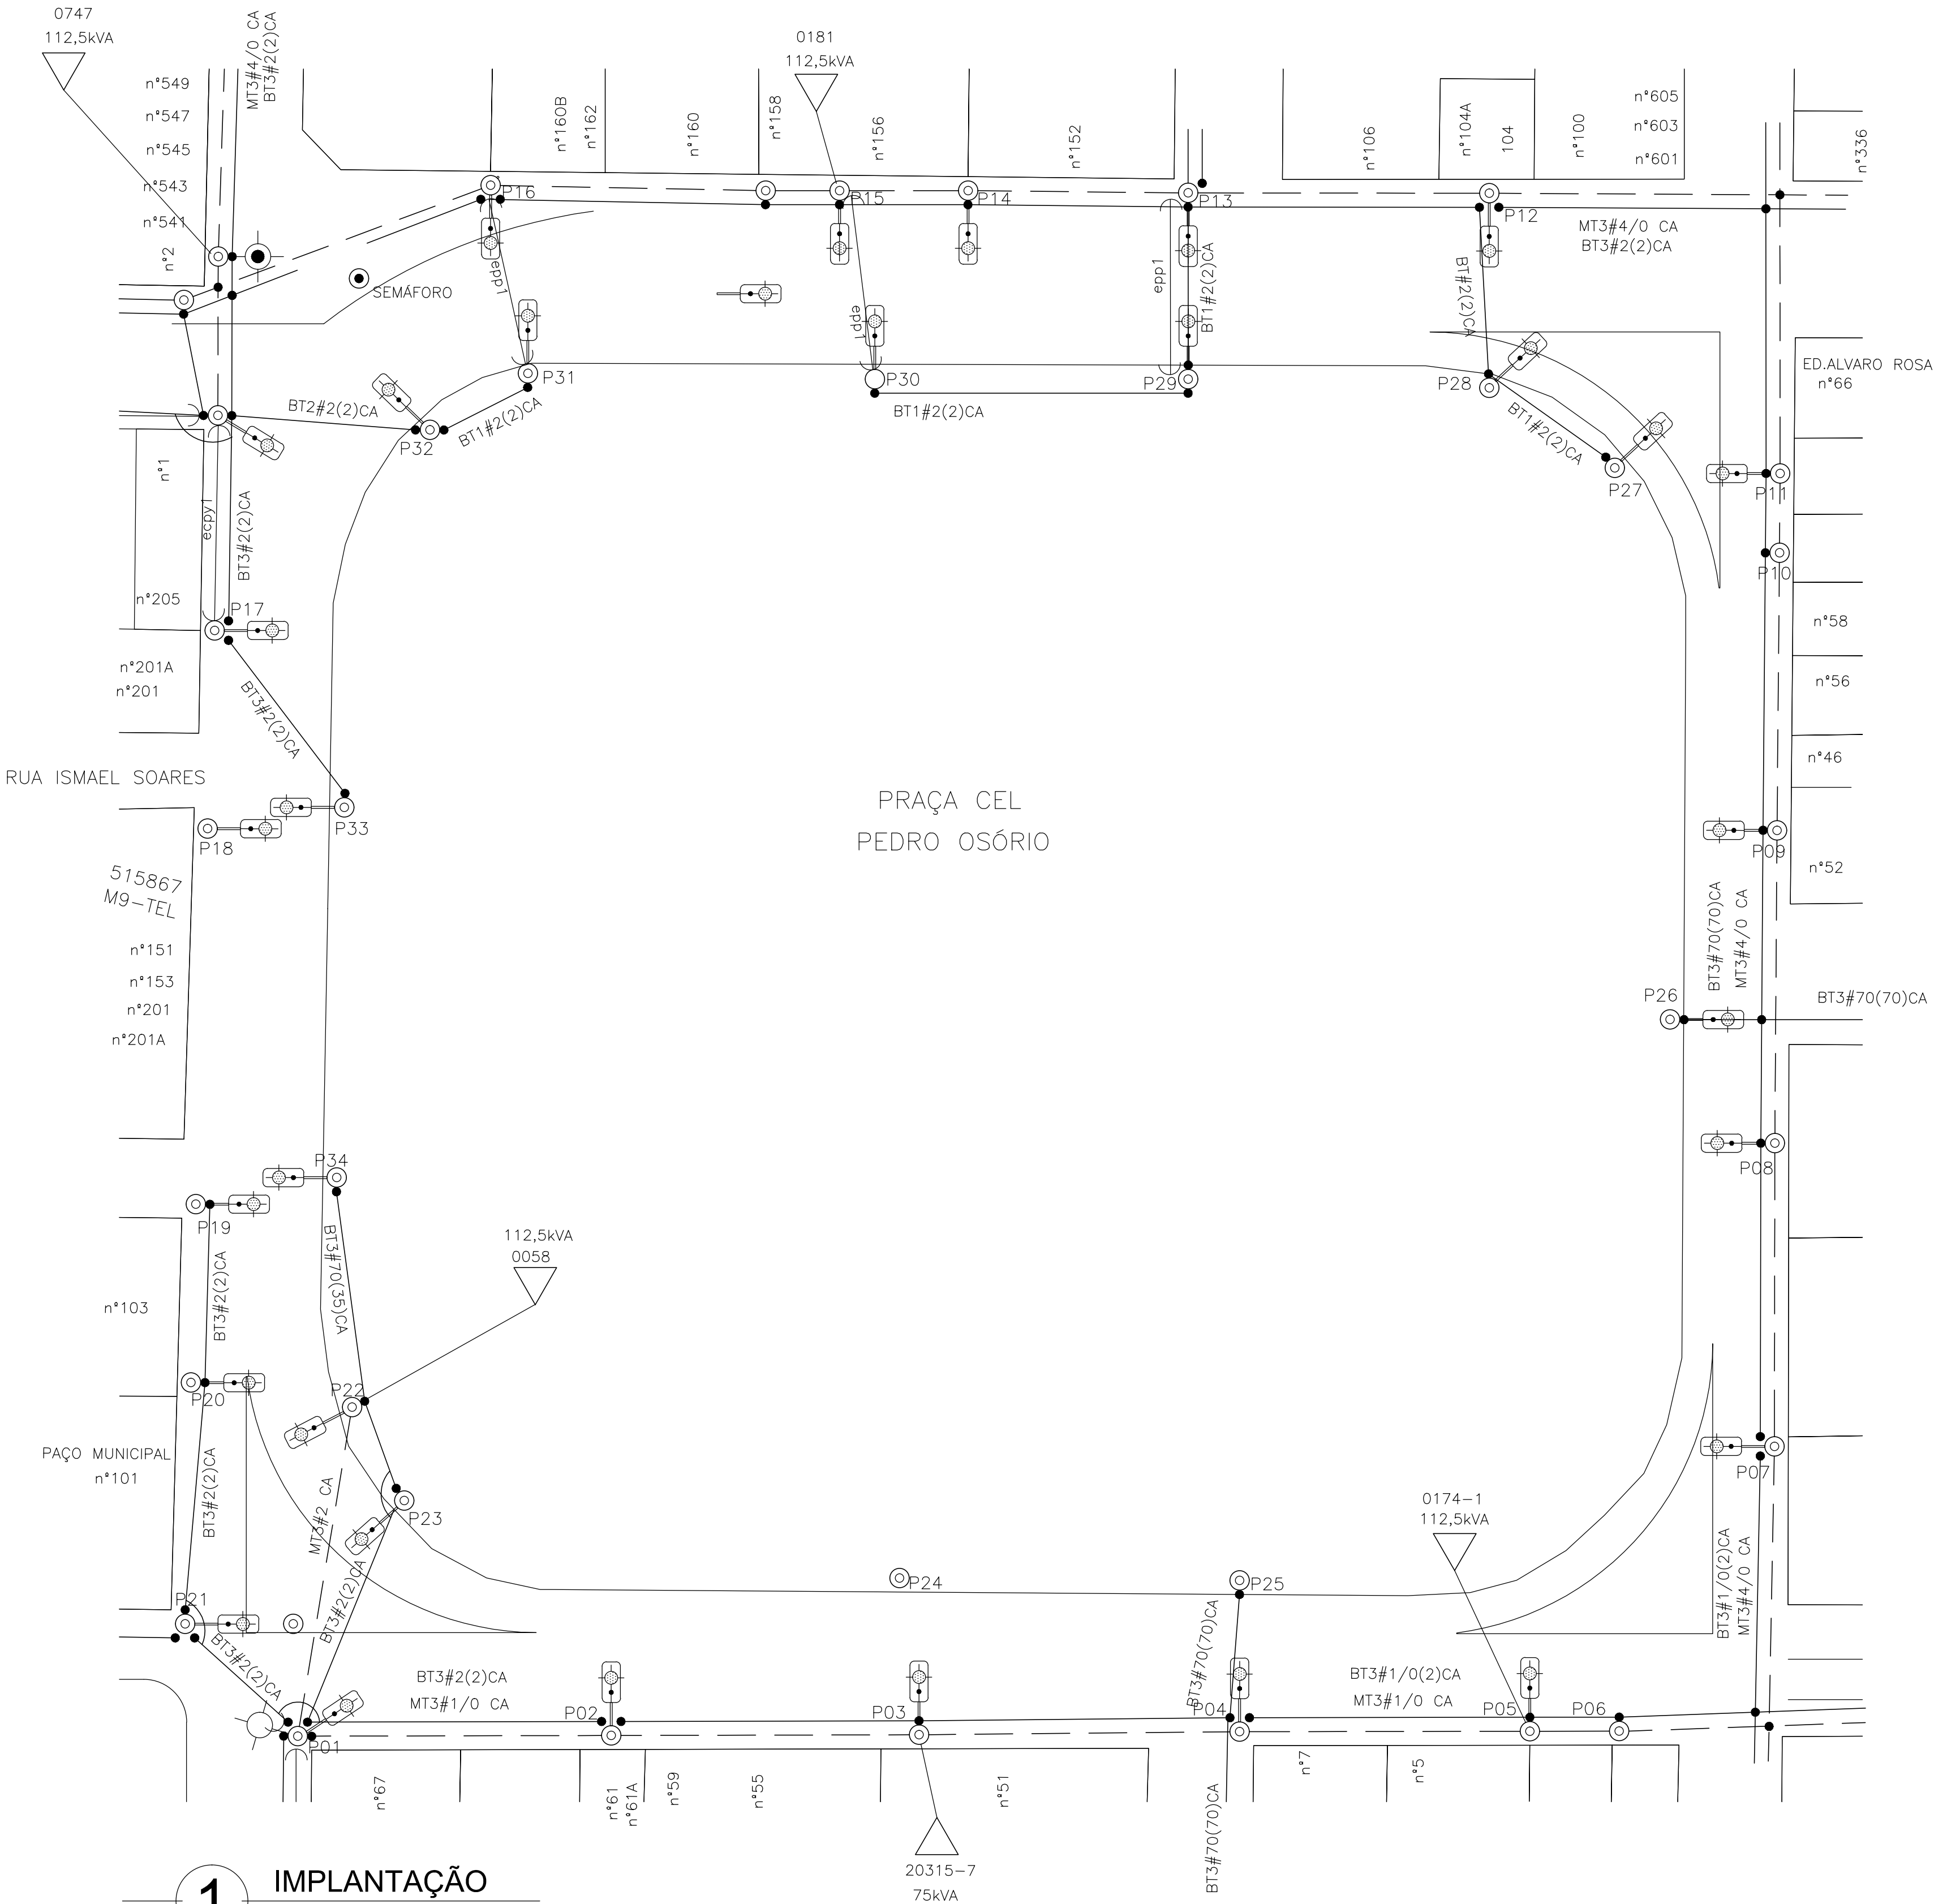 0747
112,5kVA
MT3#4/0 CA
BT3#2(2)CA
0181
112,5kVA
n°549
n°547
n°545
n°543
n°541
n°2
n°160B
n°162
n°160
n°158
n°156
n°152
n°106
n°104A
104
n°100
n°605
n°603
n°601
n°336
P16
P15
P14
P13
P12
MT3#4/0 CA
BT3#2(2)CA
SEMÁFORO
epp1
epp1
epp1
BT1#2(2)CA
BT#2(2)CA
P31
P30
P29
P28
BT1#2(2)CA
BT2#2(2)CA
P32
BT1#2(2)CA
BT1#2(2)CA
P27
ED.ALVARO ROSA
n°66
P11
P10
n°1
ecpy1
BT3#2(2)CA
n°205
P17
n°58
n°201A
n°201
BT3#2(2)CA
n°56
RUA ISMAEL SOARES
n°46
P33
P18
PRAÇA CEL
PEDRO OSÓRIO
P09
n°52
515867
M9-TEL
n°151
n°153
n°201
n°201A
BT3#70(70)CA
MT3#4/0 CA
P26
BT3#70(70)CA
P34
P19
P08
BT3#2(2)CA
BT3#70(35)CA
112,5kVA
0058
n°103
P20
P22
PAÇO MUNICIPAL
n°101
BT3#2(2)CA
MT3#2 CA
P23
P07
0174-1
112,5kVA
BT3#2(2)CA
P24
P25
BT3#1/0(2)CA
MT3#4/0 CA
P21
BT3#2(2)CA
BT3#2(2)CA
MT3#1/0 CA
BT3#70(70)CA
BT3#1/0(2)CA
MT3#1/0 CA
P01
P02
P03
P04
P05
P06
n°67
n°61
n°61A
n°59
n°55
n°51
n°7
n°5
BT3#70(70)CA
20315-7
75kVA
1
IMPLANTAÇÃO